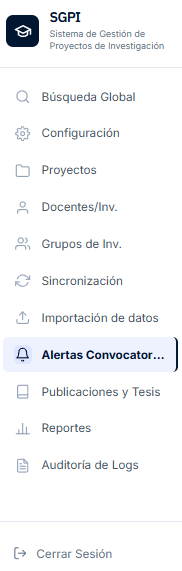 SGPI
Sistema de Gestión de
Proyectos de Investigación
Búsqueda Global
Configuración
Proyectos
Docentes/Inv.
Grupos de Inv.
Sincronización
Importación de datos
Alertas Convocator...
Publicaciones y Tesis
Reportes
Auditoría de Logs
Cerrar Sesión